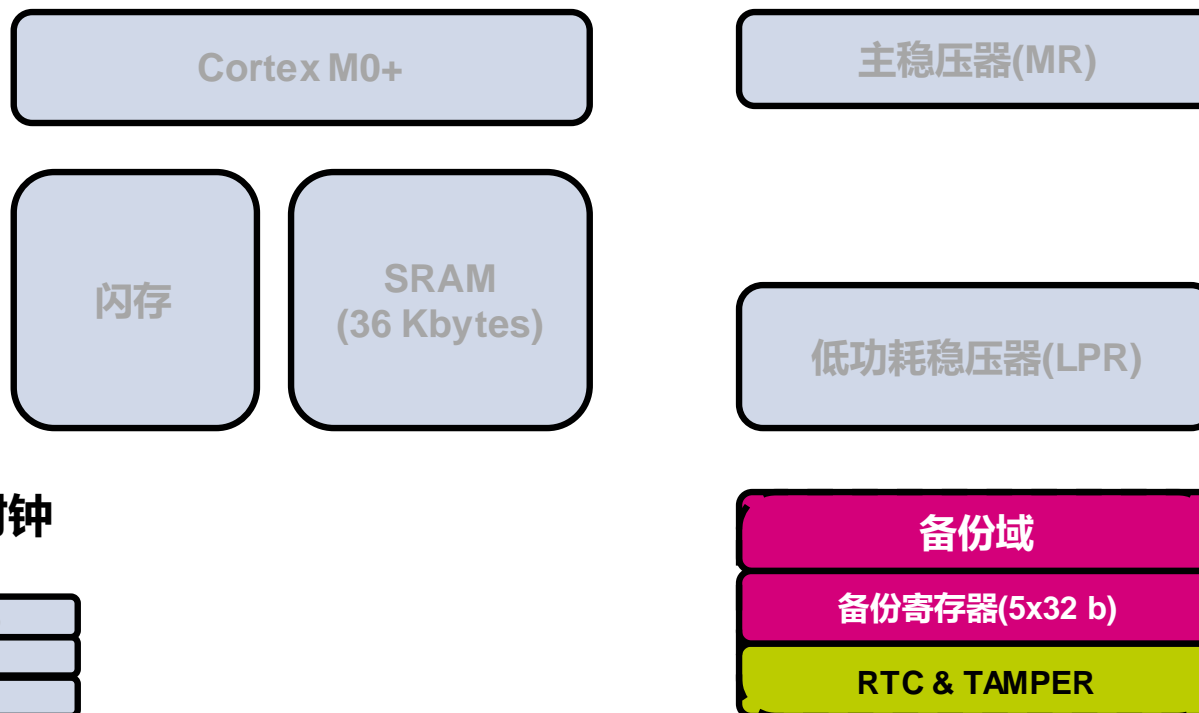 Cortex M0+
主稳压器(MR)
闪存
SRAM
(36 Kbytes)
低功耗稳压器(LPR)
钟
备份域
备份寄存器(5x32 b)
RTC & TAMPER